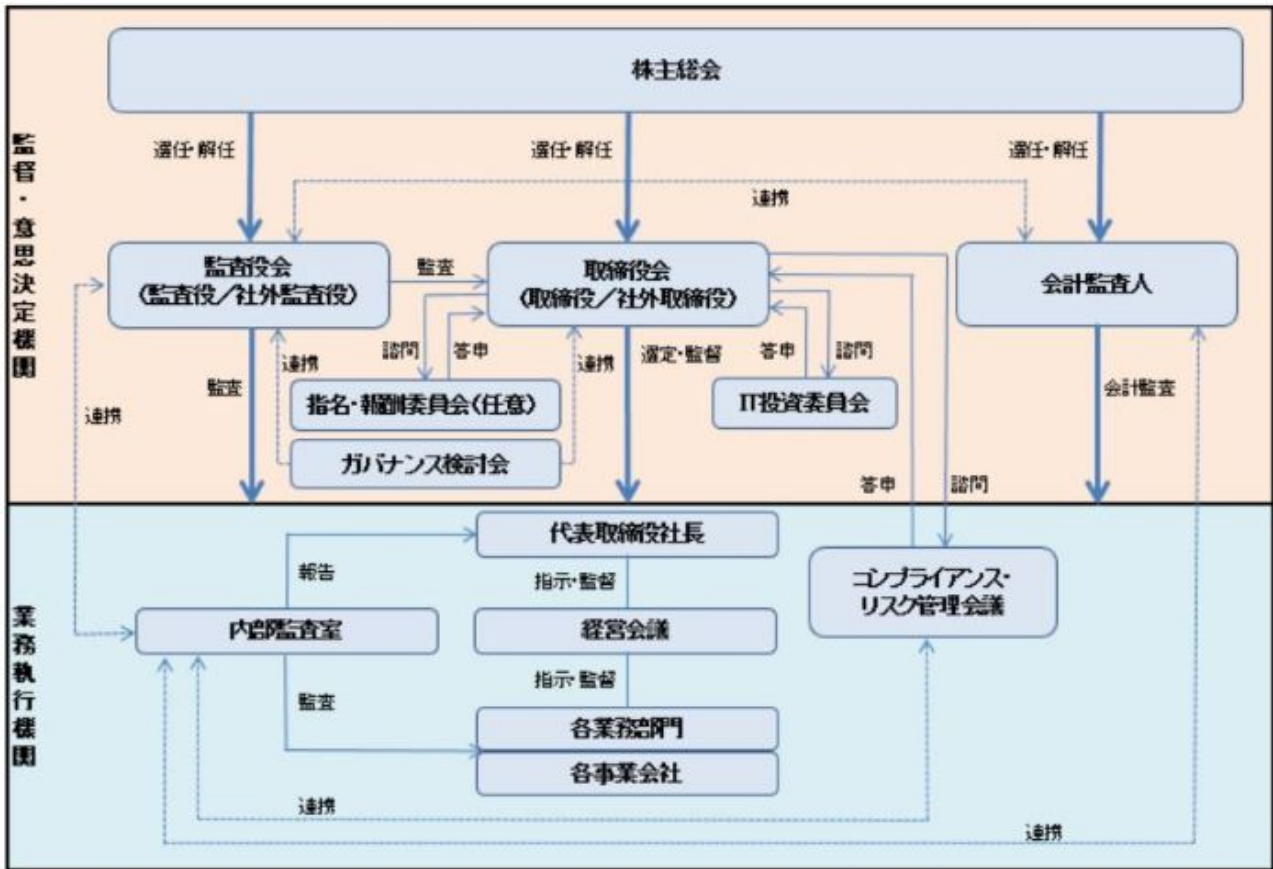 株主総会
監督・意思決定機関
選任・解任
選任・解任
選任・解任
連携
監査役会
(監査役／社外監査役)
監査
取締役会
(取締役／社外取締役)
会計監査人
諮問
答申
連携
連携
選定・監督
答申
諮問
監査
連携
指名・報酬委員会(任意)
IT投資委員会
会計監査
ガバナンス検討会
答申
諮問
業務執行機関
代表取締役社長
報告
指示・監督
コンプライアンス・
リスク管理会議
内部監査室
経営会議
指示・監督
監査
各業務部門
各事業会社
連携
連携